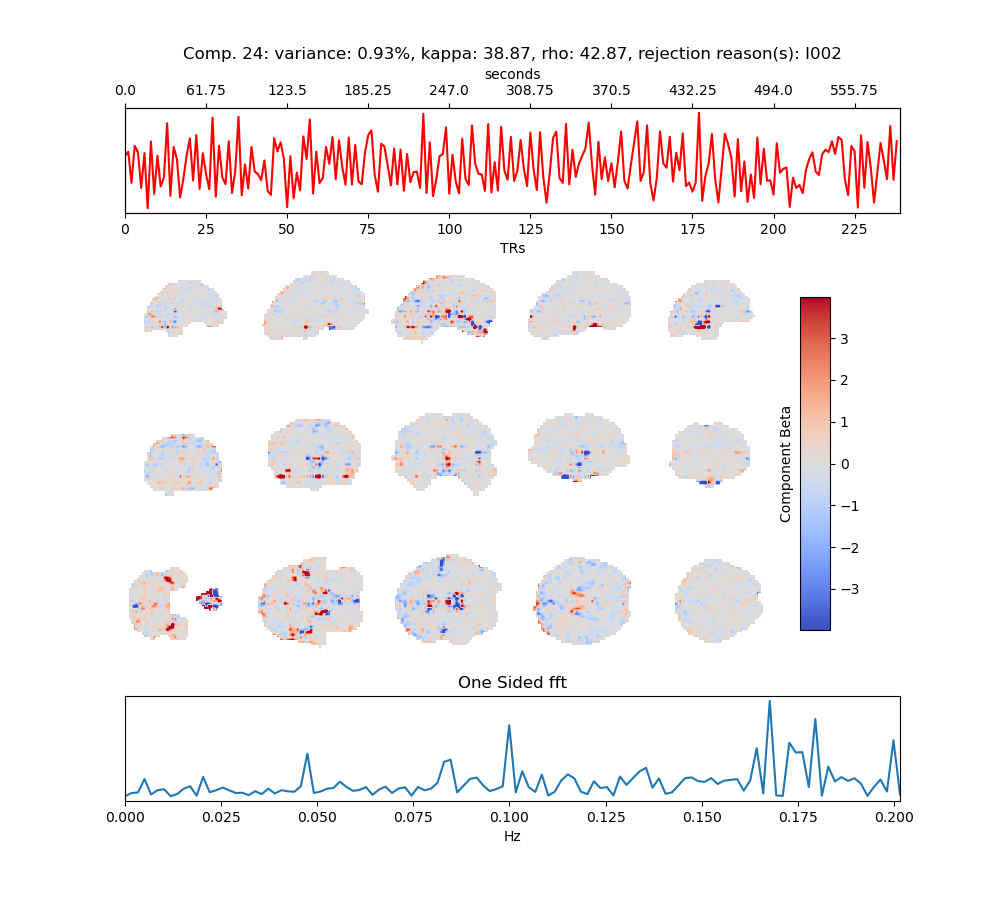 Comp. 24: variance: 0.93%, kappa: 38.87, rho: 42.87, rejection reason(s): I002
seconds
0.0 61.75 123.5 185.25 247.0 308.75 370.5 432.25 494.0 555.75
0 25 50 75 100 125 150 175 200 225
TRs
3
2
1
0
−1
−2
−3
Component Beta
One Sided fft
0.000 0.025 0.050 0.075 0.100 0.125 0.150 0.175 0.200
Hz